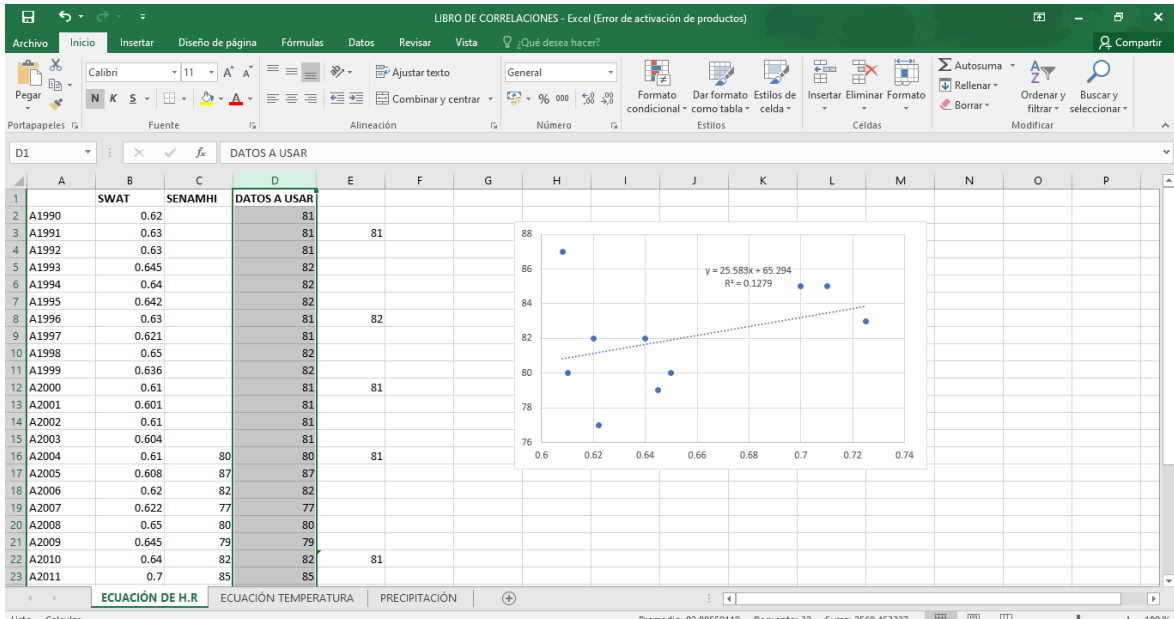 LIBRO DE CORRELACIONES - Excel (Error de activación de productos)
Archivo Inicio Insertar Diseño de página Fórmulas Datos Revisar Vista ¿Qué desea hacer? Compartir
Pegar
Calibri 11 A A
N K S A
Ajustar texto
Combinar y centrar
General
% 000
Formato condicional
Dar formato como tabla
Estilos de celda
Insertar Eliminar Formato
Autosuma
Rellenar
Borrar
Ordenar y filtrar
Buscar y seleccionar
Portapapeles Fuente Alineación Número Estilos Celdas Modificar
D1 fx DATOS A USAR
A B C D E F G H I J K L M N O P
1 SWAT SENAMHI DATOS A USAR
2 A1990 0.62 81
3 A1991 0.63 81 81
4 A1992 0.63 81
5 A1993 0.645 82
6 A1994 0.64 82
7 A1995 0.642 82
8 A1996 0.63 81 82
9 A1997 0.621 81
10 A1998 0.65 82
11 A1999 0.636 82
12 A2000 0.61 81 81
13 A2001 0.601 81
14 A2002 0.61 81
15 A2003 0.604 81
16 A2004 0.61 80 80 81
17 A2005 0.608 87 87
18 A2006 0.62 82 82
19 A2007 0.622 77 77
20 A2008 0.65 80 80
21 A2009 0.645 79 79
22 A2010 0.64 82 82 81
23 A2011 0.7 85 85
88
86
84
82
80
78
76
y = 25.583x + 65.294
R² = 0.1279
0.6 0.62 0.64 0.66 0.68 0.7 0.72 0.74
ECUACIÓN DE H.R ECUACIÓN TEMPERATURA PRECIPITACIÓN